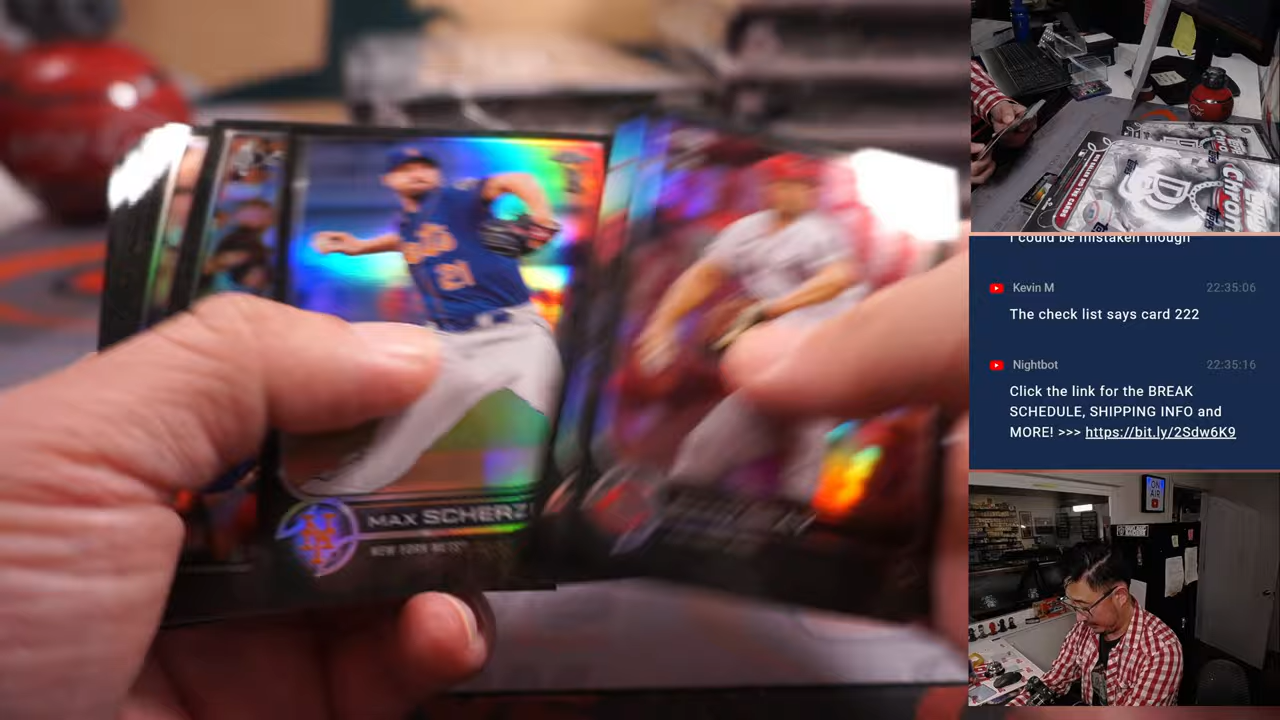 21
MAX SCHERZ
NEW YORK METS
I could be mistaken though
Kevin M 22:35:06
The check list says card 222
Nightbot 22:35:16
Click the link for the BREAK
SCHEDULE, SHIPPING INFO and
MORE! >>> https://bit.ly/2Sdw6K9
ON
AIR